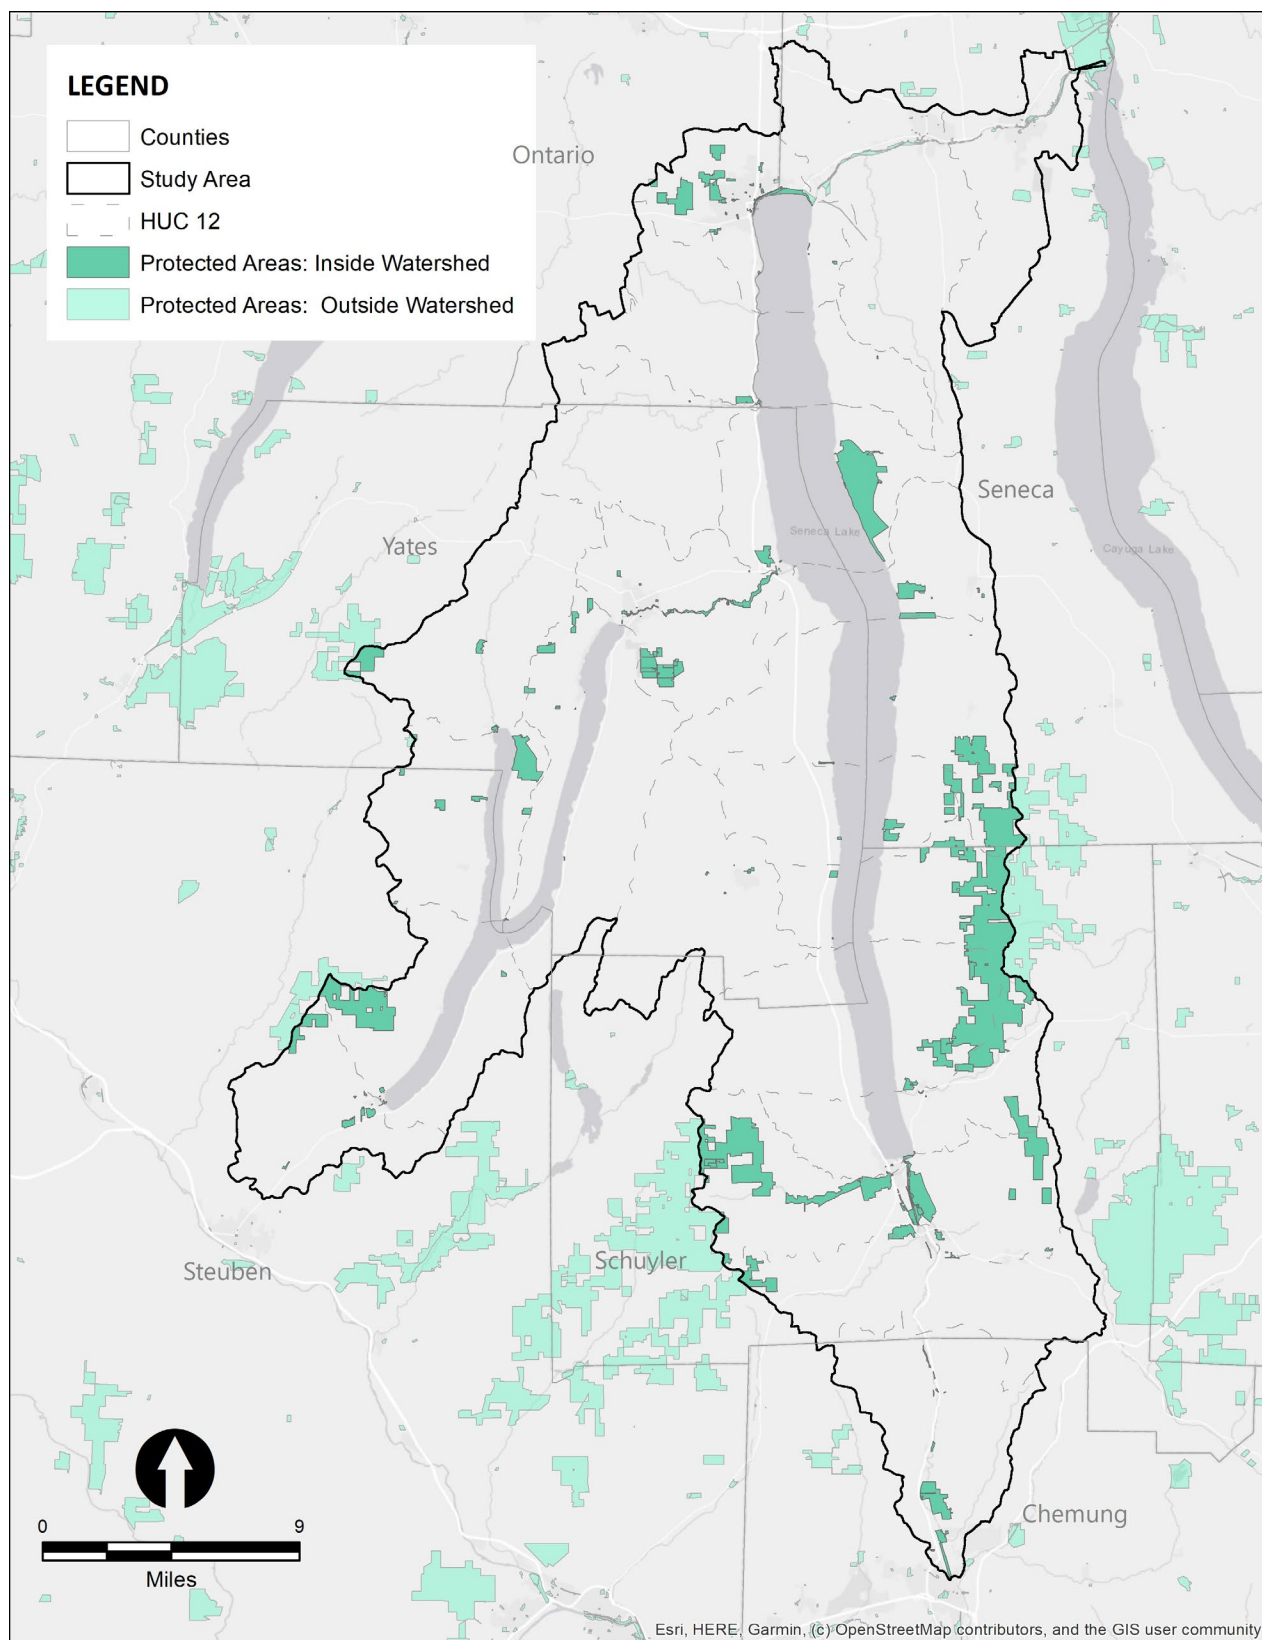 LEGEND
Counties
Study Area
HUC 12
Protected Areas: Inside Watershed
Protected Areas:  Outside Watershed
Ontario
Seneca
Seneca Lake
Yates
Cayuga Lake
Schuyler
Steuben
Chemung
0 9
Miles
Esri, HERE, Garmin, (c) OpenStreetMap contributors, and the GIS user community